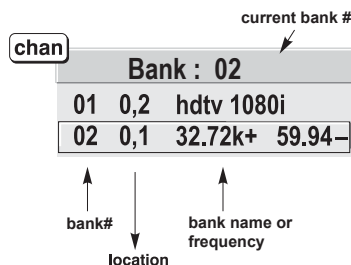 current bank #
chan
Bank : 02
01 0,2 hdtv 1080i
02 0,1 32.72k+ 59.94–
bank#
bank name or
frequency
location